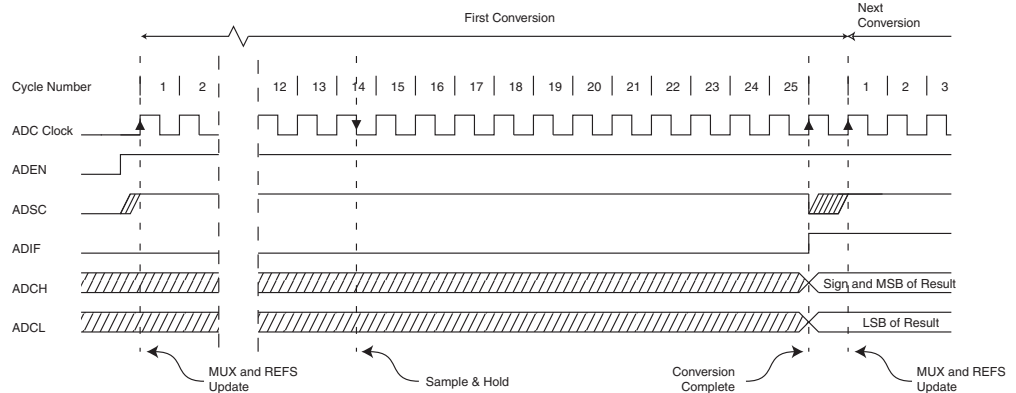 First Conversion
Next
Conversion
Cycle Number 1 2 12 13 14 15 16 17 18 19 20 21 22 23 24 25 1 2 3
ADC Clock
ADEN
ADSC
ADIF
ADCH
Sign and MSB of Result
ADCL
LSB of Result
MUX and REFS
Update
Sample & Hold
Conversion
Complete
MUX and REFS
Update